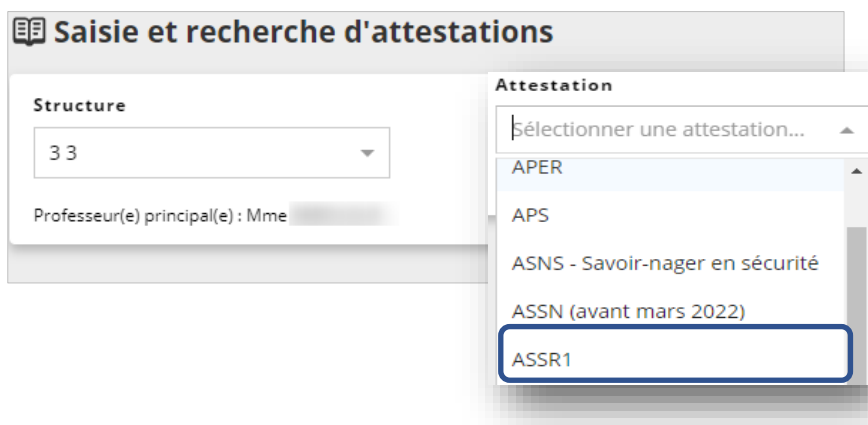 Saisie et recherche d'attestations
Structure
3 3
Professeur(e) principal(e) : Mme
Attestation
Sélectionner une attestation...
APER
APS
ASNS - Savoir-nager en sécurité
ASSN (avant mars 2022)
ASSR1